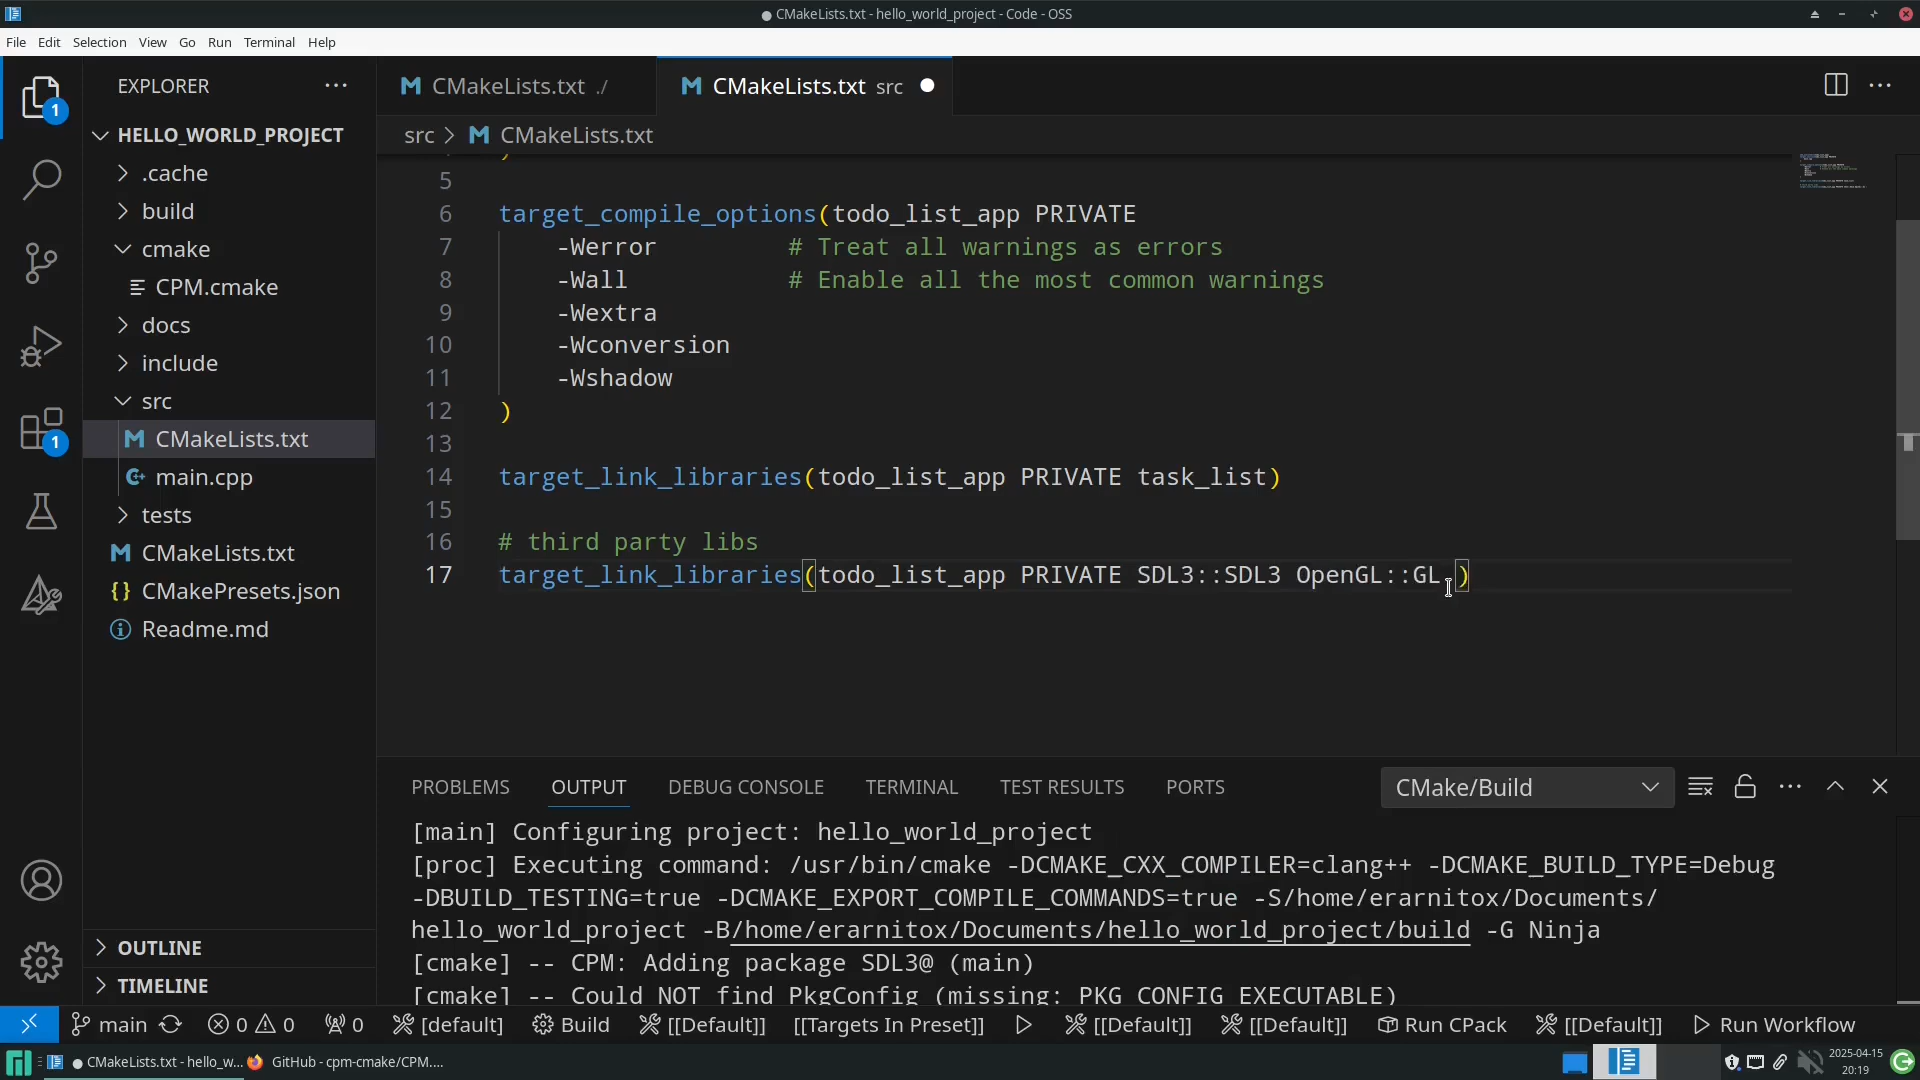 CMakeLists.txt - hello_world_project - Code - OSS
File Edit Selection View Go Run Terminal Help
EXPLORER
CMakeLists.txt ./
CMakeLists.txt src
HELLO_WORLD_PROJECT
src > CMakeLists.txt
.cache
build
cmake
CPM.cmake
docs
include
src
CMakeLists.txt
main.cpp
tests
CMakeLists.txt
CMakePresets.json
Readme.md
OUTLINE
TIMELINE
1
1
5
6 target_compile_options(todo_list_app PRIVATE
7 -Werror # Treat all warnings as errors
8 -Wall # Enable all the most common warnings
9 -Wextra
10 -Wconversion
11 -Wshadow
12 )
13
14 target_link_libraries(todo_list_app PRIVATE task_list)
15
16 # third party libs
17 target_link_libraries(todo_list_app PRIVATE SDL3::SDL3 OpenGL::GL )
PROBLEMS OUTPUT DEBUG CONSOLE TERMINAL TEST RESULTS PORTS
CMake/Build
[main] Configuring project: hello_world_project
[proc] Executing command: /usr/bin/cmake -DCMAKE_CXX_COMPILER=clang++ -DCMAKE_BUILD_TYPE=Debug
-DBUILD_TESTING=true -DCMAKE_EXPORT_COMPILE_COMMANDS=true -S/home/erarnitox/Documents/
hello_world_project -B/home/erarnitox/Documents/hello_world_project/build -G Ninja
[cmake] -- CPM: Adding package SDL3@ (main)
[cmake] -- Could NOT find PkgConfig (missing: PKG_CONFIG_EXECUTABLE)
main 0 0 0 [default] Build [[Default]] [[Targets In Preset]] [[Default]] [[Default]] Run CPack [[Default]] Run Workflow
CMakeLists.txt - hello_w... GitHub - cpm-cmake/CPM....
2025-04-15
20:19